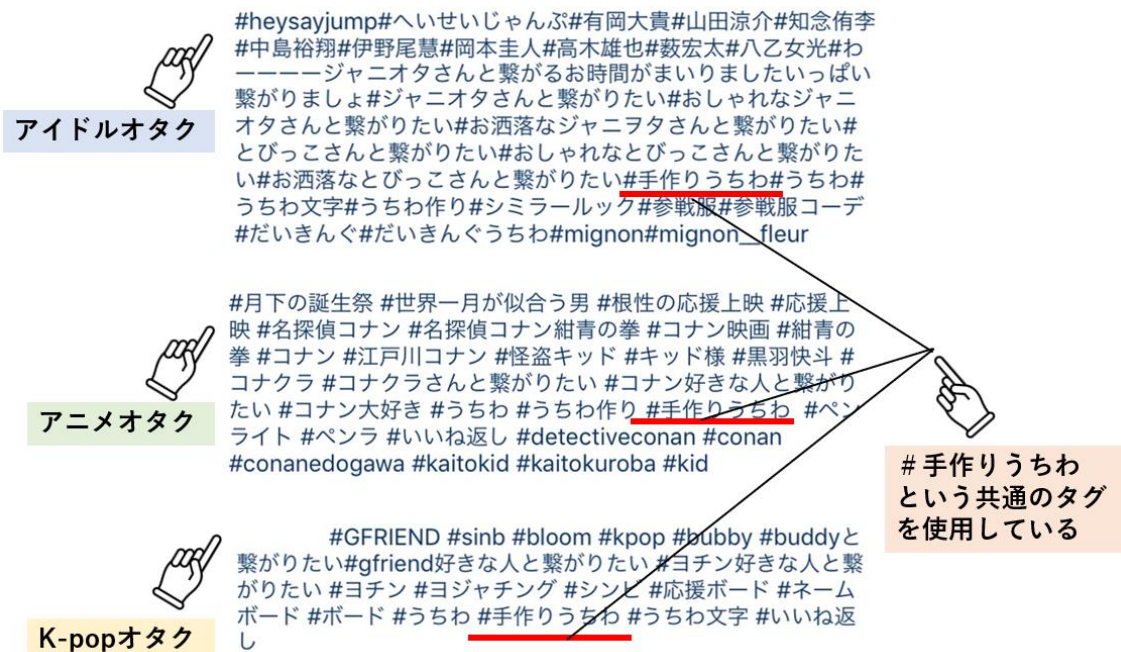 #heysayjump#へいせいじゃんぷ#有岡大貴#山田涼介#知念侑李
#中島裕翔#伊野尾慧#岡本圭人#高木雄也#薮宏太#八乙女光#わ
ーーーージャニオタさんと繋がるお時間がまいりましたいっぱい
繋がりましょ#ジャニオタさんと繋がりたい#おしゃれなジャニ
オタさんと繋がりたい#お洒落なジャニヲタさんと繋がりたい#
とびっこさんと繋がりたい#おしゃれなとびっこさんと繋がりた
い#お洒落なとびっこさんと繋がりたい#手作りうちわ#うちわ#
うちわ文字#うちわ作り#シミラールック#参戦服#参戦服コーデ
#だいきんぐ#だいきんぐうちわ#mignon#mignon__fleur
アイドルオタク
#月下の誕生祭 #世界一月が似合う男 #根性の応援上映 #応援上
映 #名探偵コナン #名探偵コナン紺青の拳 #コナン映画 #紺青の
拳 #コナン #江戸川コナン #怪盗キッド #キッド様 #黒羽快斗 #
コナクラ #コナクラさんと繋がりたい #コナン好きな人と繋がり
たい #コナン大好き #うちわ #うちわ作り #手作りうちわ #ペン
ライト #ペンラ #いいね返し #detectiveconan #conan
#conanedogawa #kaitokid #kaitokuroba #kid
アニメオタク
#手作りうちわ
という共通のタグ
を使用している
#GFRIEND #sinb #bloom #kpop #bubby #buddyと
繋がりたい#gfriend好きな人と繋がりたい #ヨチン好きな人と繋
がりたい #ヨチン #ヨジャチング #シンビ #応援ボード #ネーム
ボード #ボード #うちわ #手作りうちわ #うちわ文字 #いいね返
し
K-popオタク